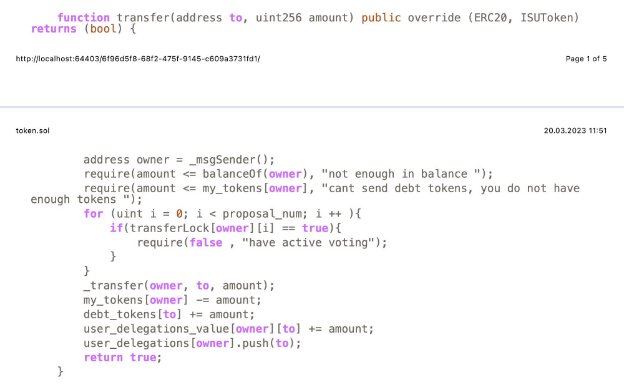 function transfer(address to, uint256 amount) public override (ERC20, ISUToken)
returns (bool) {
http://localhost:64403/6f96d5f8-68f2-475f-9145-c609a3731fd1/
Page 1 of 5
token.sol
20.03.2023 11:51
address owner = _msgSender();
require(amount <= balanceOf(owner), "not enough in balance ");
require(amount <= my_tokens[owner], "cant send debt tokens, you do not have
enough tokens ");
for (uint i = 0; i < proposal_num; i ++ ){
if(transferLock[owner][i] == true){
require(false , "have active voting");
}
}
_transfer(owner, to, amount);
my_tokens[owner] -= amount;
debt_tokens[to] += amount;
user_delegations_value[owner][to] += amount;
user_delegations[owner].push(to);
return true;
}